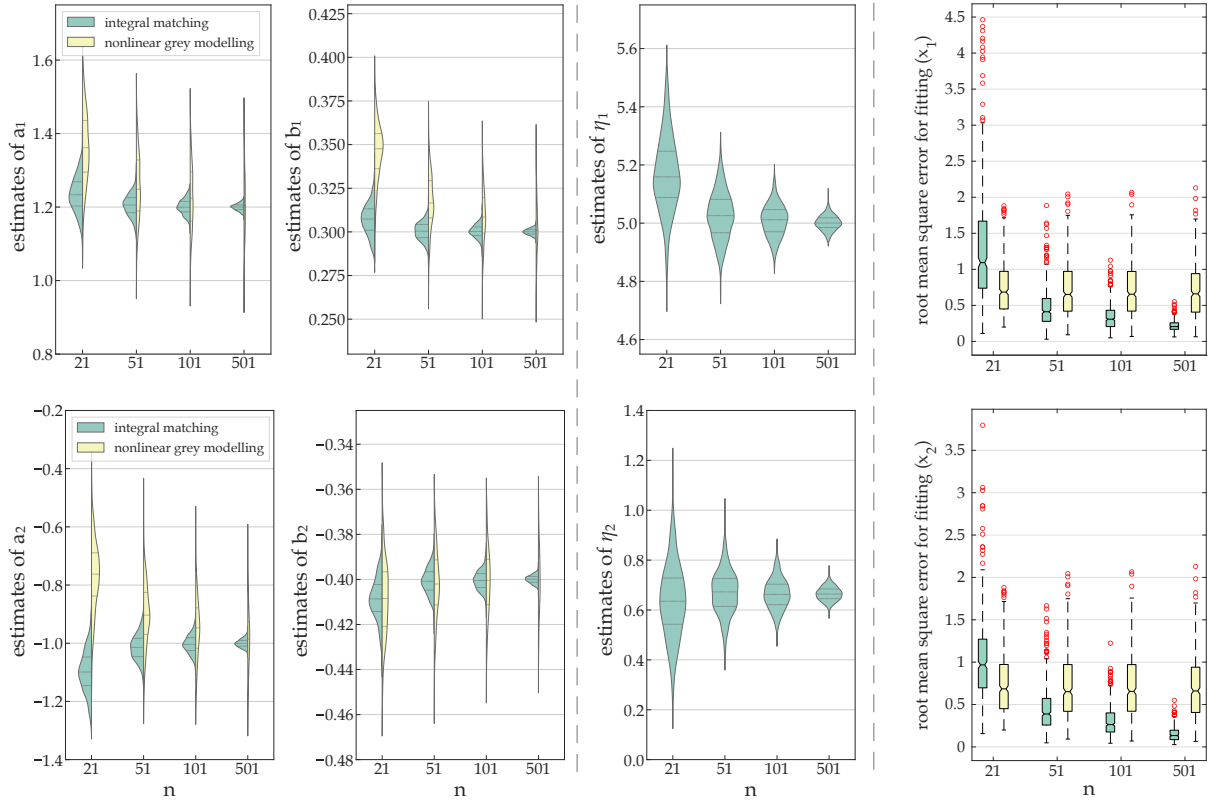 integral matching
nonlinear grey modelling
estimates of a1
1.6
1.4
1.2
1.0
0.8
21 51 101 501
estimates of b1
0.425
0.400
0.375
0.350
0.325
0.300
0.275
0.250
21 51 101 501
estimates of η1
5.6
5.4
5.2
5.0
4.8
4.6
21 51 101 501
root mean square error for fitting (x1)
4.5
4
3.5
3
2.5
2
1.5
1
0.5
0
21 51 101 501
integral matching
nonlinear grey modelling
estimates of a2
−0.2
−0.4
−0.6
−0.8
−1.0
−1.2
−1.4
21 51 101 501
n
estimates of b2
−0.34
−0.36
−0.38
−0.40
−0.42
−0.44
−0.46
−0.48
21 51 101 501
n
estimates of η2
1.4
1.2
1.0
0.8
0.6
0.4
0.2
0.0
21 51 101 501
n
root mean square error for fitting (x2)
3.5
3
2.5
2
1.5
1
0.5
0
21 51 101 501
n